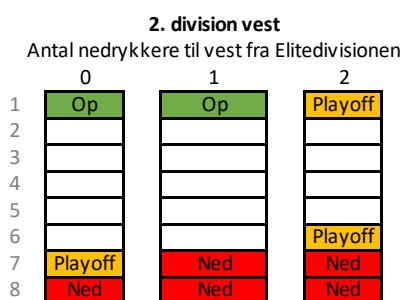 2. division vest
Antal nedrykkere til vest fra Elitedivisionen
0 1 2
1 Op Op Playoff
2
3
4
5
6 Playoff
7 Playoff Ned Ned
8 Ned Ned Ned